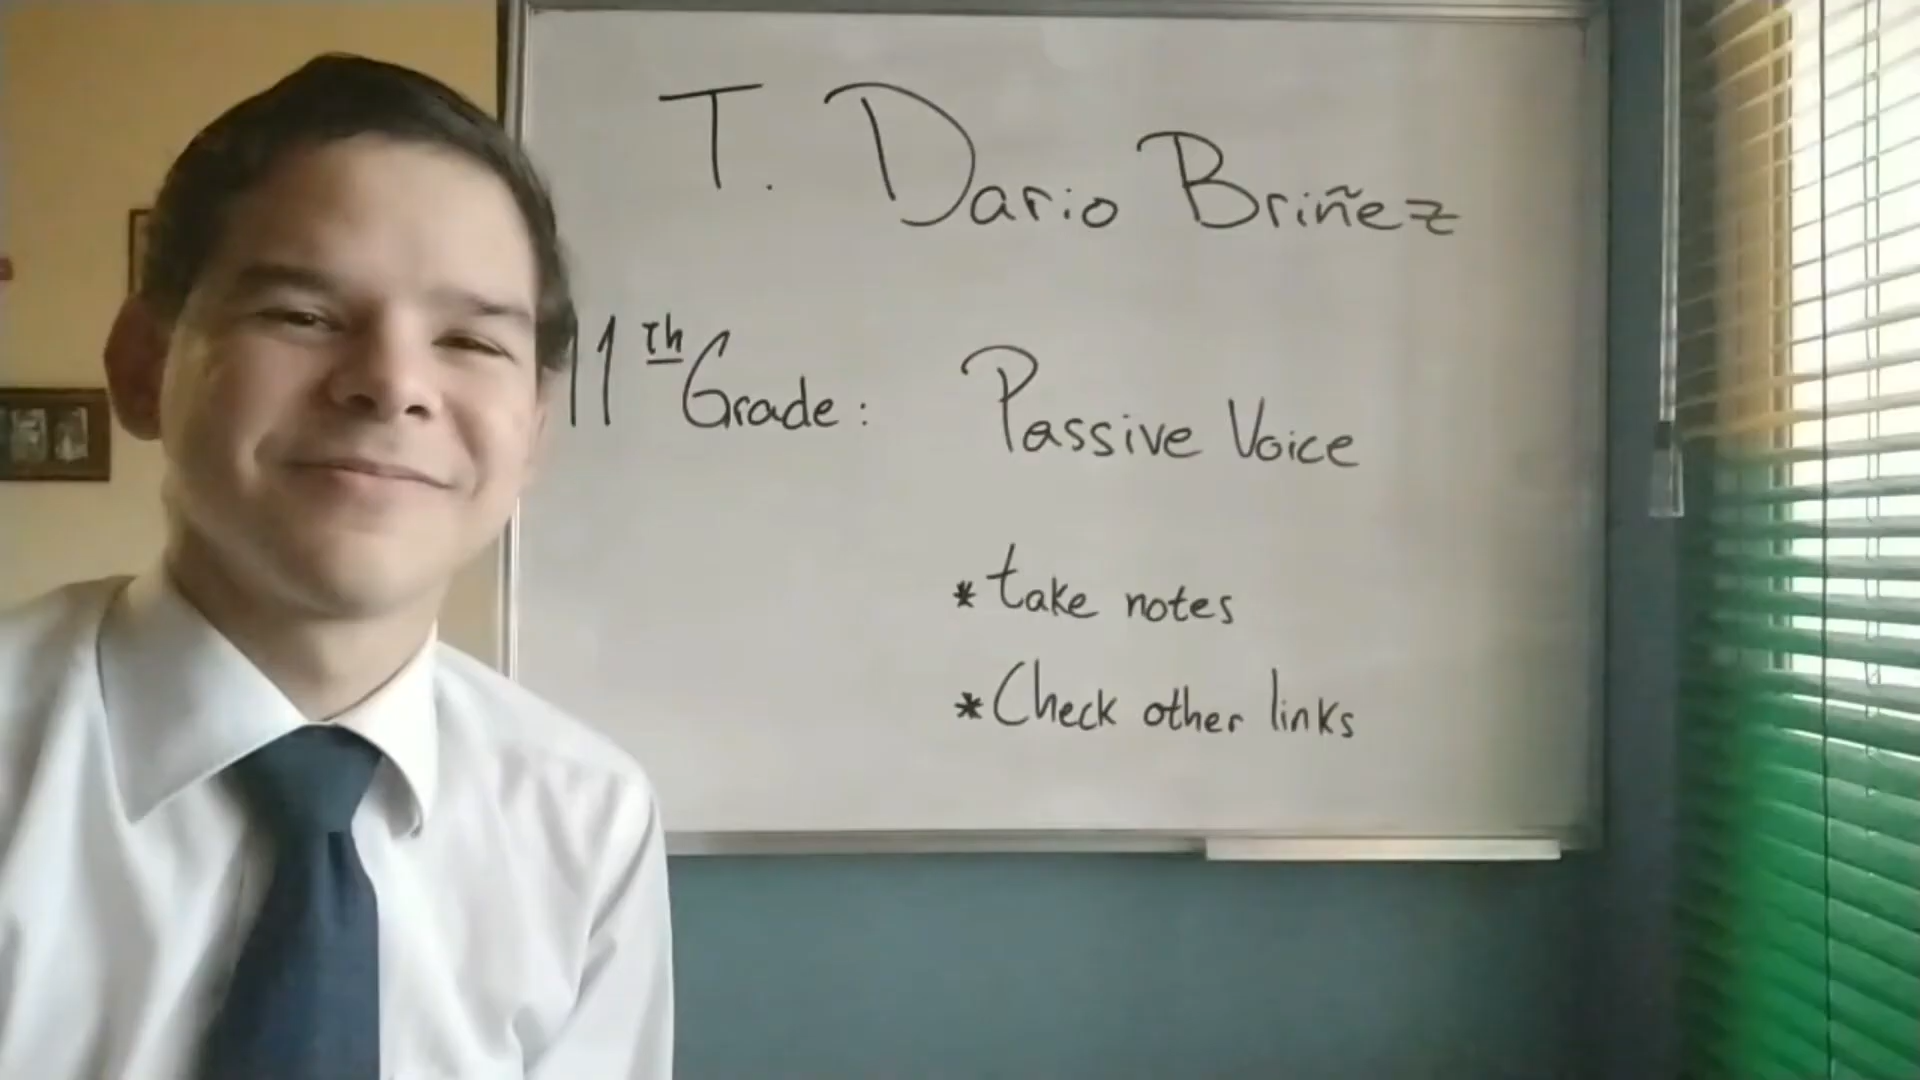 T. Dario Briñez
11th Grade: Passive Voice
* take notes
* Check other links